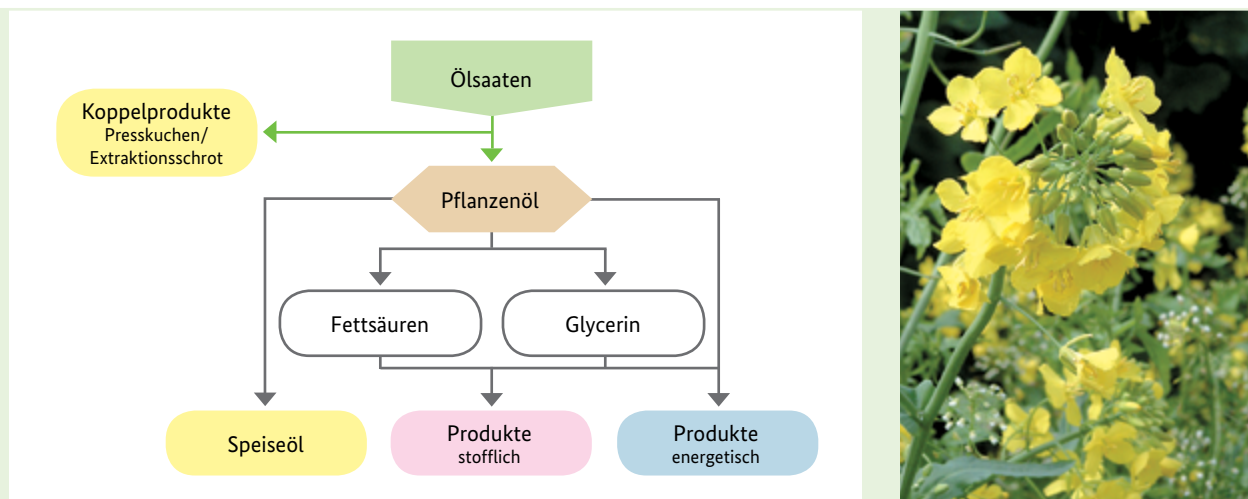 Ölsaaten
Koppelprodukte
Presskuchen/
Extraktionsschrot
Pflanzenöl
Fettsäuren
Glycerin
Speiseöl
Produkte
stofflich
Produkte
energetisch